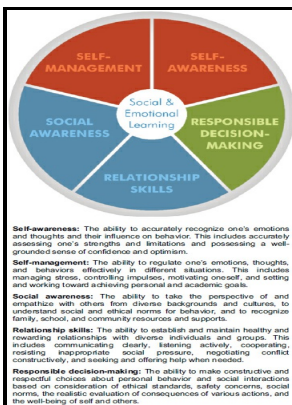 SELF-
MANAGEMENT
SELF-
AWARENESS
Social &
Emotional
Learning
SOCIAL
AWARENESS
RESPONSIBLE
DECISION-
MAKING
RELATIONSHIP
SKILLS
Self-awareness: The ability to accurately recognize one's emotions
and thoughts and their influence on behavior. This includes accurately
assessing one's strengths and limitations and possessing a well-
grounded sense of confidence and optimism.
Self-management: The ability to regulate one's emotions, thoughts,
and behaviors effectively in different situations. This includes
managing stress, controlling impulses, motivating oneself, and setting
and working toward achieving personal and academic goals.
Social awareness: The ability to take the perspective of and
empathize with others from diverse backgrounds and cultures, to
understand social and ethical norms for behavior, and to recognize
family, school, and community resources and supports.
Relationship skills: The ability to establish and maintain healthy and
rewarding relationships with diverse individuals and groups. This
includes communicating clearly, listening actively, cooperating,
resisting inappropriate social pressure, negotiating conflict
constructively, and seeking and offering help when needed.
Responsible decision-making: The ability to make constructive and
respectful choices about personal behavior and social interactions
based on consideration of ethical standards, safety concerns, social
norms, the realistic evaluation of consequences of various actions, and
the well-being of self and others.